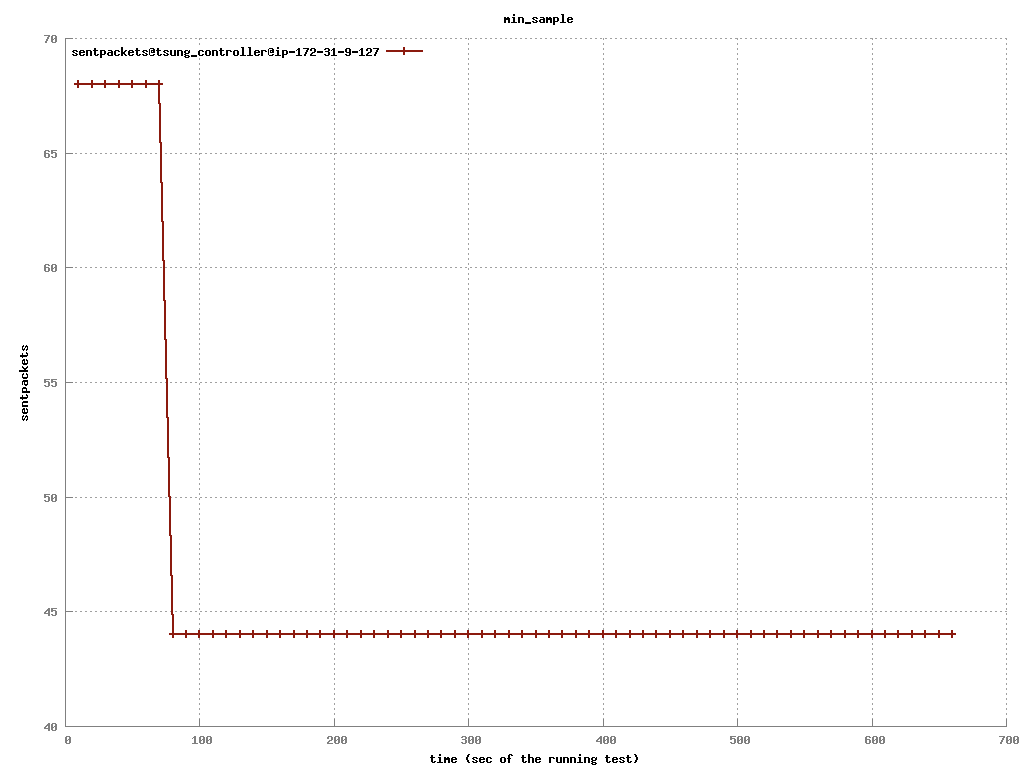 min_sample
sentpackets@tsung_controller@ip-172-31-9-127
70
65
60
55
50
45
40
sentpackets
0 100 200 300 400 500 600 700
time (sec of the running test)